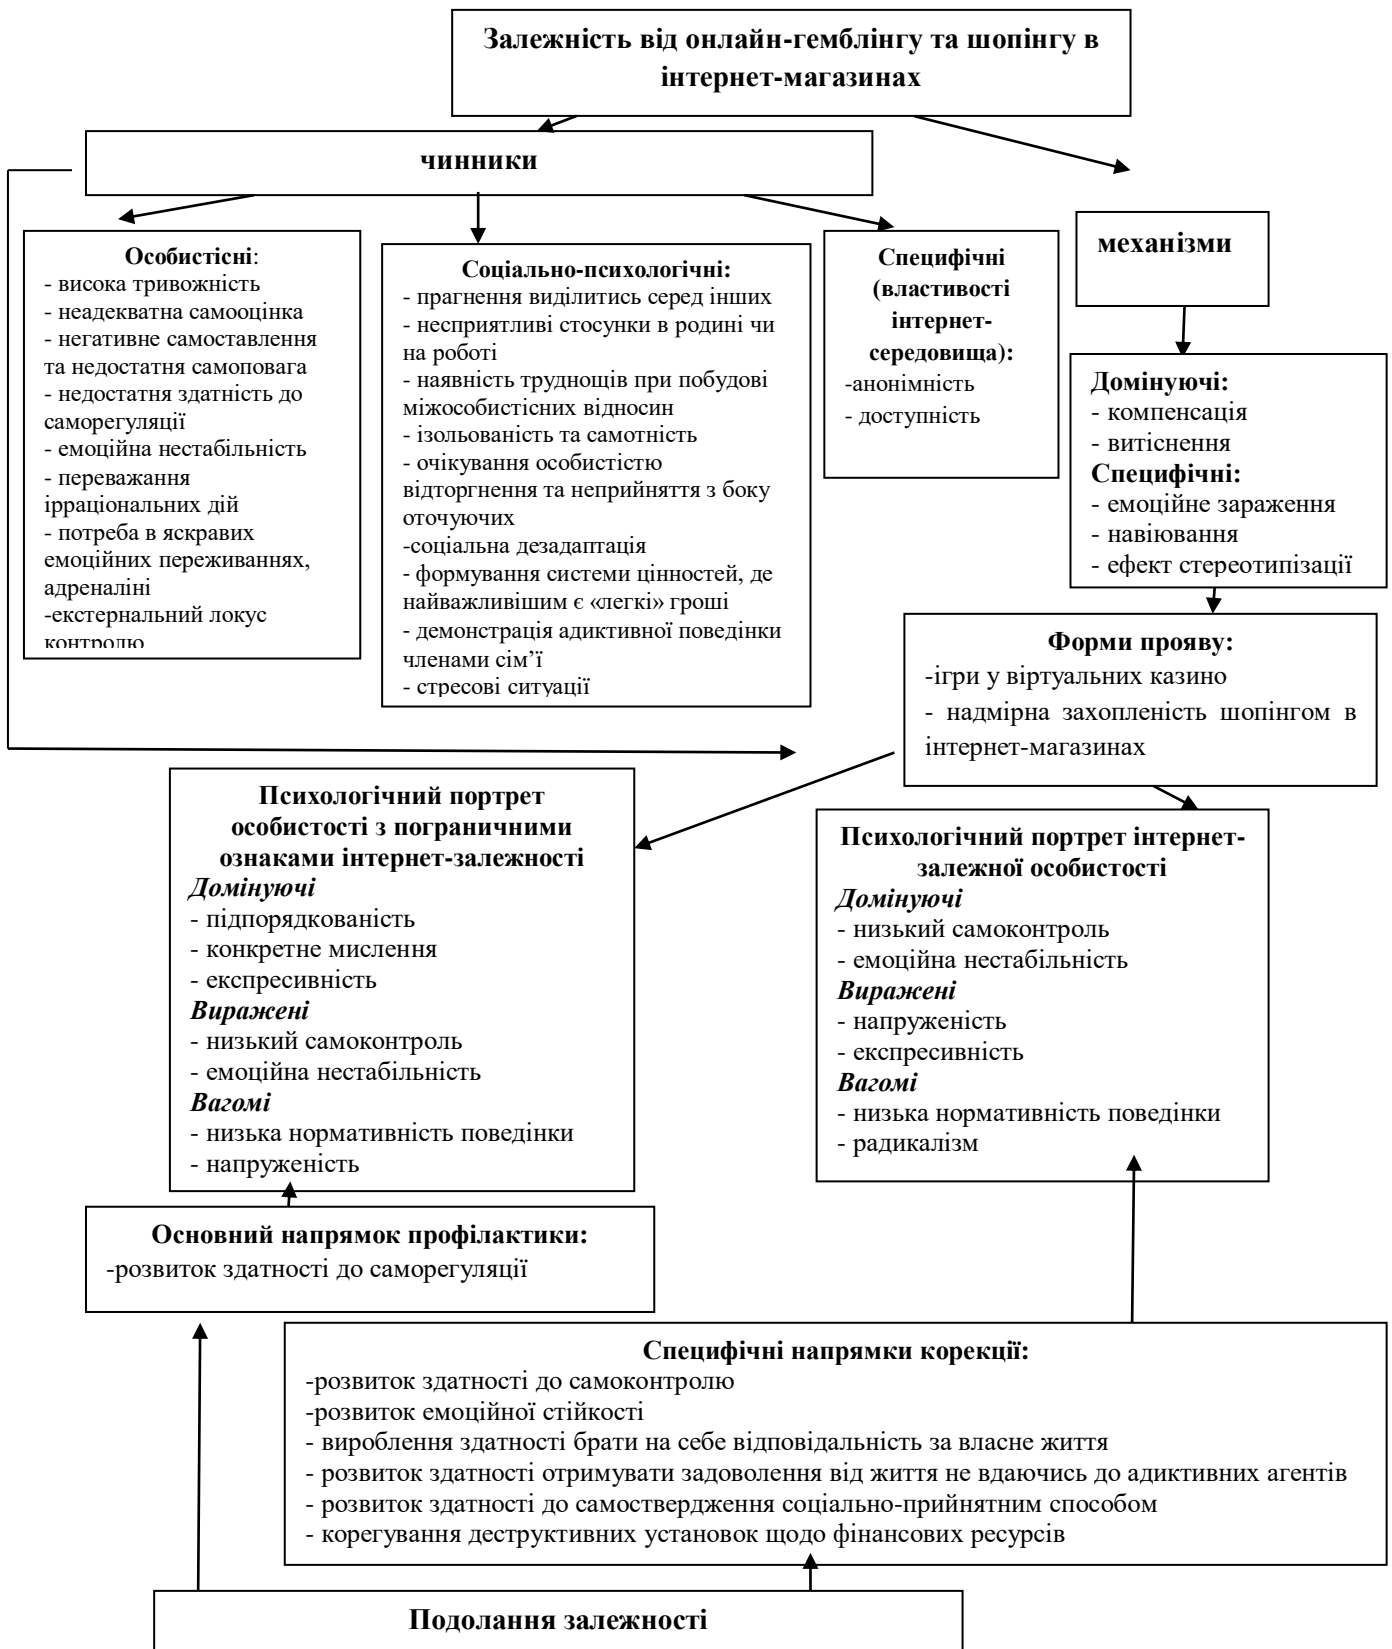 Залежність від онлайн-гемблінгу та шопінгу в
інтернет-магазинах
чинники
Особистісні:
- висока тривожність
- неадекватна самооцінка
- негативне самоставлення
та недостатня самоповага
- недостатня здатність до
саморегуляції
- емоційна нестабільність
- переважання
ірраціональних дій
- потреба в яскравих
емоційних переживаннях,
адреналіні
-екстернальний локус
контролю
Соціально-психологічні:
- прагнення виділитись серед інших
- несприятливі стосунки в родині чи
на роботі
- наявність труднощів при побудові
міжособистісних відносин
- ізольованість та самотність
- очікування особистістю
відторгнення та неприйняття з боку
оточуючих
-соціальна дезадаптація
- формування системи цінностей, де
найважливішим є «легкі» гроші
- демонстрація адиктивної поведінки
членами сім’ї
- стресові ситуації
Специфічні
(властивості
інтернет-
середовища):
-анонімність
- доступність
механізми
Домінуючі:
- компенсація
- витіснення
Специфічні:
- емоційне зараження
- навіювання
- ефект стереотипізації
Форми прояву:
-ігри у віртуальних казино
- надмірна захопленість шопінгом в
інтернет-магазинах
Психологічний портрет
особистості з пограничними
ознаками інтернет-залежності
Домінуючі
- підпорядкованість
- конкретне мислення
- експресивність
Виражені
- низький самоконтроль
- емоційна нестабільність
Вагомі
- низька нормативність поведінки
- напруженість
Психологічний портрет інтернет-
залежної особистості
Домінуючі
- низький самоконтроль
- емоційна нестабільність
Виражені
- напруженість
- експресивність
Вагомі
- низька нормативність поведінки
- радикалізм
Основний напрямок профілактики:
-розвиток здатності до саморегуляції
Специфічні напрямки корекції:
-розвиток здатності до самоконтролю
-розвиток емоційної стійкості
- вироблення здатності брати на себе відповідальність за власне життя
- розвиток здатності отримувати задоволення від життя не вдаючись до адиктивних агентів
- розвиток здатності до самоствердження соціально-прийнятним способом
- корегування деструктивних установок щодо фінансових ресурсів
Подолання залежності